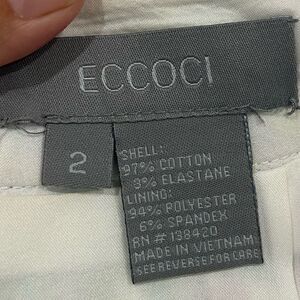 ECCOCI
2
SHELL:
97% COTTON
3% ELASTANE
LINING:
94% POLYESTER
6% SPANDEX
RN # 138420
MADE IN VIETNAM
SEE REVERSE FOR CARE